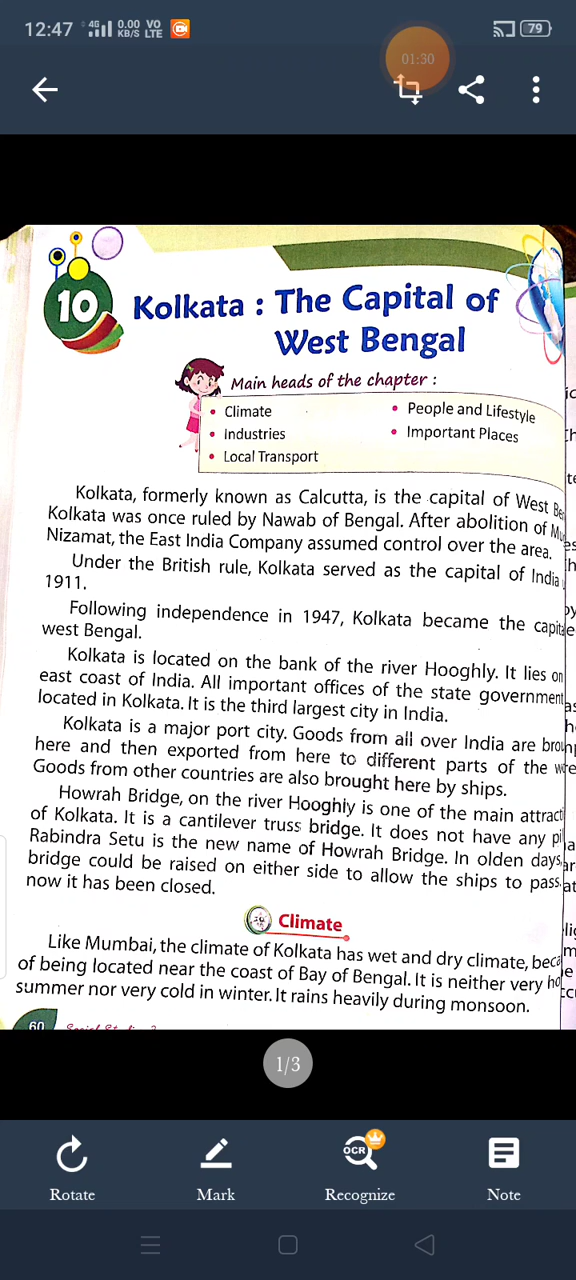 12:47 4G 0.00 KB/S VO LTE 79
01:30
10 Kolkata : The Capital of
West Bengal
Main heads of the chapter :
• Climate
• People and Lifestyle
• Industries
• Important Places
• Local Transport
Kolkata, formerly known as Calcutta, is the capital of West
Kolkata was once ruled by Nawab of Bengal. After abolition of
Nizamat, the East India Company assumed control over the area.
Under the British rule, Kolkata served as the capital of India
1911.
Following independence in 1947, Kolkata became the
west Bengal.
Kolkata is located on the bank of the river Hooghly. It lies on
east coast of India. All important offices of the state government
located in Kolkata. It is the third largest city in India.
Kolkata is a major port city. Goods from all over India are
here and then exported from here to different parts of the
Goods from other countries are also brought here by ships.
Howrah Bridge, on the river Hooghly is one of the main
of Kolkata. It is a cantilever truss bridge. It does not have any
Rabindra Setu is the new name of Howrah Bridge. In olden days,
bridge could be raised on either side to allow the ships to pass.
now it has been closed.
Climate
Like Mumbai, the climate of Kolkata has wet and dry climate,
of being located near the coast of Bay of Bengal. It is neither very
summer nor very cold in winter. It rains heavily during monsoon.
60
1/3
OCR
Rotate Mark Recognize Note